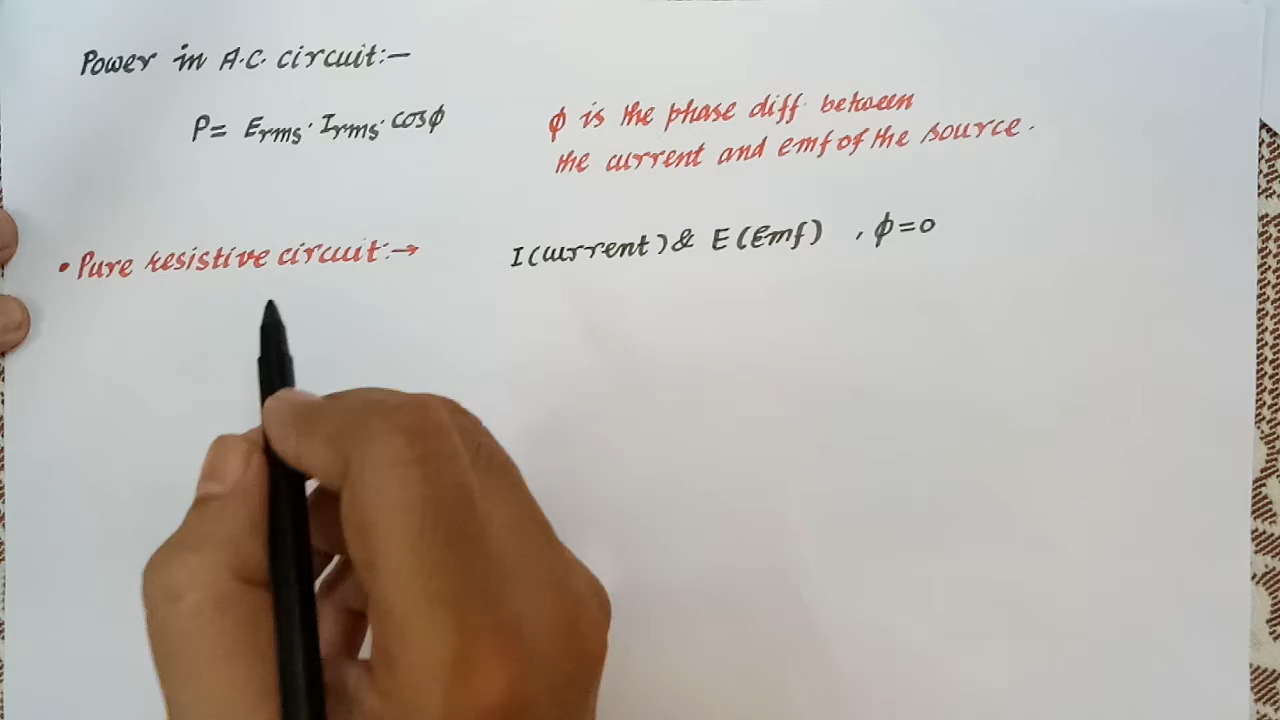 Power in A.C. circuit:-
P= Erms. Irms. cosϕ
ϕ is the phase diff. between
the current and emf of the source.
• Pure resistive circuit:→
I(current) & E(Emf) , ϕ=0